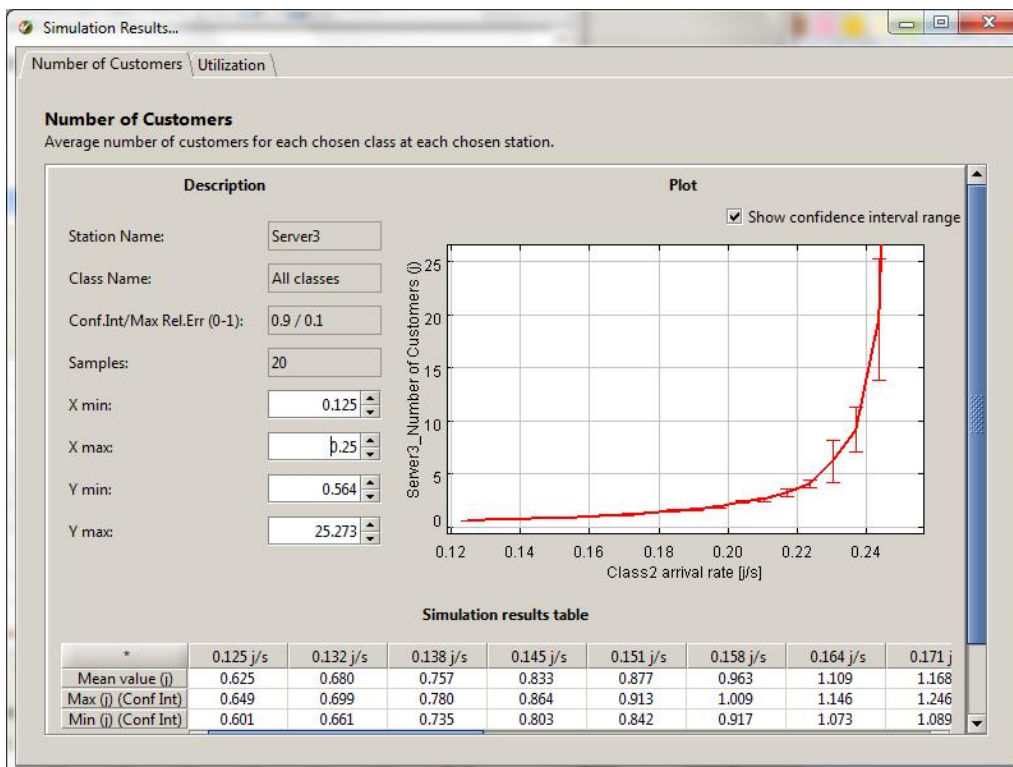 Simulation Results...
Number of Customers Utilization
Number of Customers
Average number of customers for each chosen class at each chosen station.
Description
Station Name: Server3
Class Name: All classes
Conf.Int/Max Rel.Err (0-1): 0.9 / 0.1
Samples: 20
X min: 0.125
X max: 0.25
Y min: 0.564
Y max: 25.273
Plot
Show confidence interval range
Server3_Number of Customers (j)
25
20
15
10
5
0
0.12 0.14 0.16 0.18 0.20 0.22 0.24
Class2 arrival rate [j/s]
Simulation results table
* 0.125 j/s 0.132 j/s 0.138 j/s 0.145 j/s 0.151 j/s 0.158 j/s 0.164 j/s 0.171 j
Mean value (j) 0.625 0.680 0.757 0.833 0.877 0.963 1.109 1.168
Max (j) (Conf Int) 0.649 0.699 0.780 0.864 0.913 1.009 1.146 1.246
Min (j) (Conf Int) 0.601 0.661 0.735 0.803 0.842 0.917 1.073 1.089